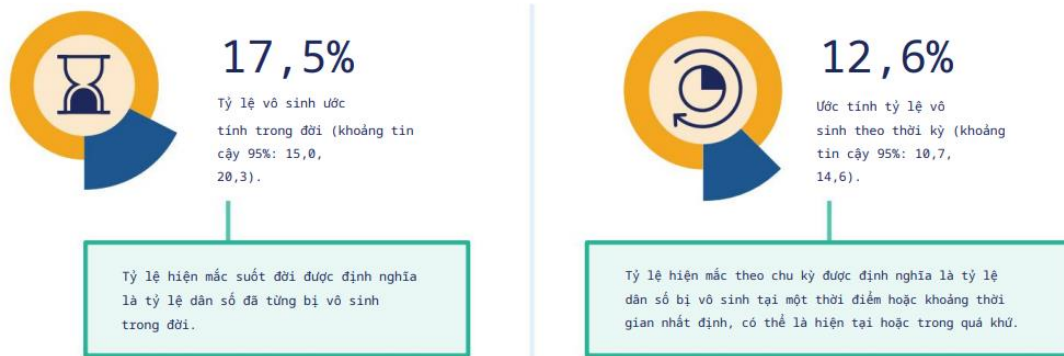 17,5%
Tỷ lệ vô sinh ước
tính trong đời (khoảng tin
cậy 95%: 15,0,
20,3).
Tỷ lệ hiện mắc suốt đời được định nghĩa
là tỷ lệ dân số đã từng bị vô sinh
trong đời.
12,6%
Ước tính tỷ lệ vô
sinh theo thời kỳ (khoảng
tin cậy 95%: 10,7,
14,6).
Tỷ lệ hiện mắc theo chu kỳ được định nghĩa là tỷ lệ
dân số bị vô sinh tại một thời điểm hoặc khoảng thời
gian nhất định, có thể là hiện tại hoặc trong quá khứ.